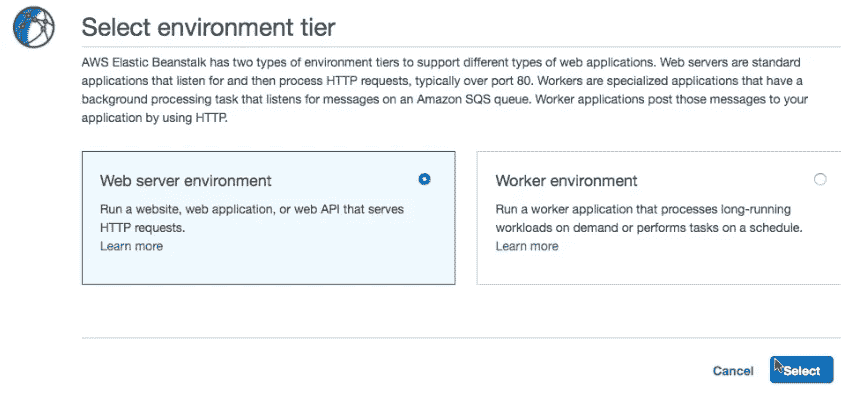 Select environment tier
AWS Elastic Beanstalk has two types of environment tiers to support different types of web applications. Web servers are standard
applications that listen for and then process HTTP requests, typically over port 80. Workers are specialized applications that have a
background processing task that listens for messages on an Amazon SQS queue. Worker applications post those messages to your
application by using HTTP.
Web server environment
Run a website, web application, or web API that serves
HTTP requests.
Learn more
Worker environment
Run a worker application that processes long-running
workloads on demand or performs tasks on a schedule.
Learn more
Cancel
Select